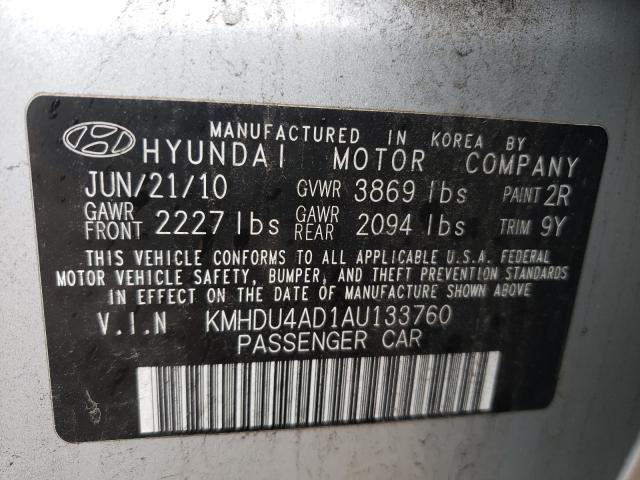 MANUFACTURED IN KOREA BY
HYUNDAI MOTOR COMPANY
JUN/21/10 GVWR 3869 lbs PAINT 2R
GAWR FRONT 2227 lbs GAWR REAR 2094 lbs TRIM 9Y
THIS VEHICLE CONFORMS TO ALL APPLICABLE U.S.A. FEDERAL
MOTOR VEHICLE SAFETY, BUMPER, AND THEFT PREVENTION STANDARDS
IN EFFECT ON THE DATE OF MANUFACTURE SHOWN ABOVE
V.I.N KMHDU4AD1AU133760
PASSENGER CAR